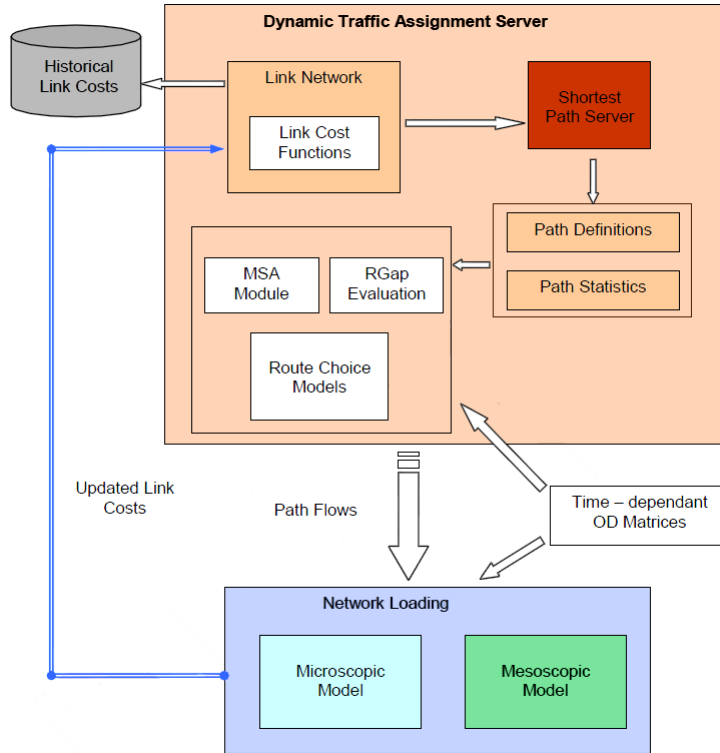 Dynamic Traffic Assignment Server
Historical
Link Costs
Link Network
Link Cost
Functions
Shortest
Path Server
Path Definitions
Path Statistics
MSA
Module
RGap
Evaluation
Route Choice
Models
Updated Link
Costs
Path Flows
Time – dependant
OD Matrices
Network Loading
Microscopic
Model
Mesoscopic
Model